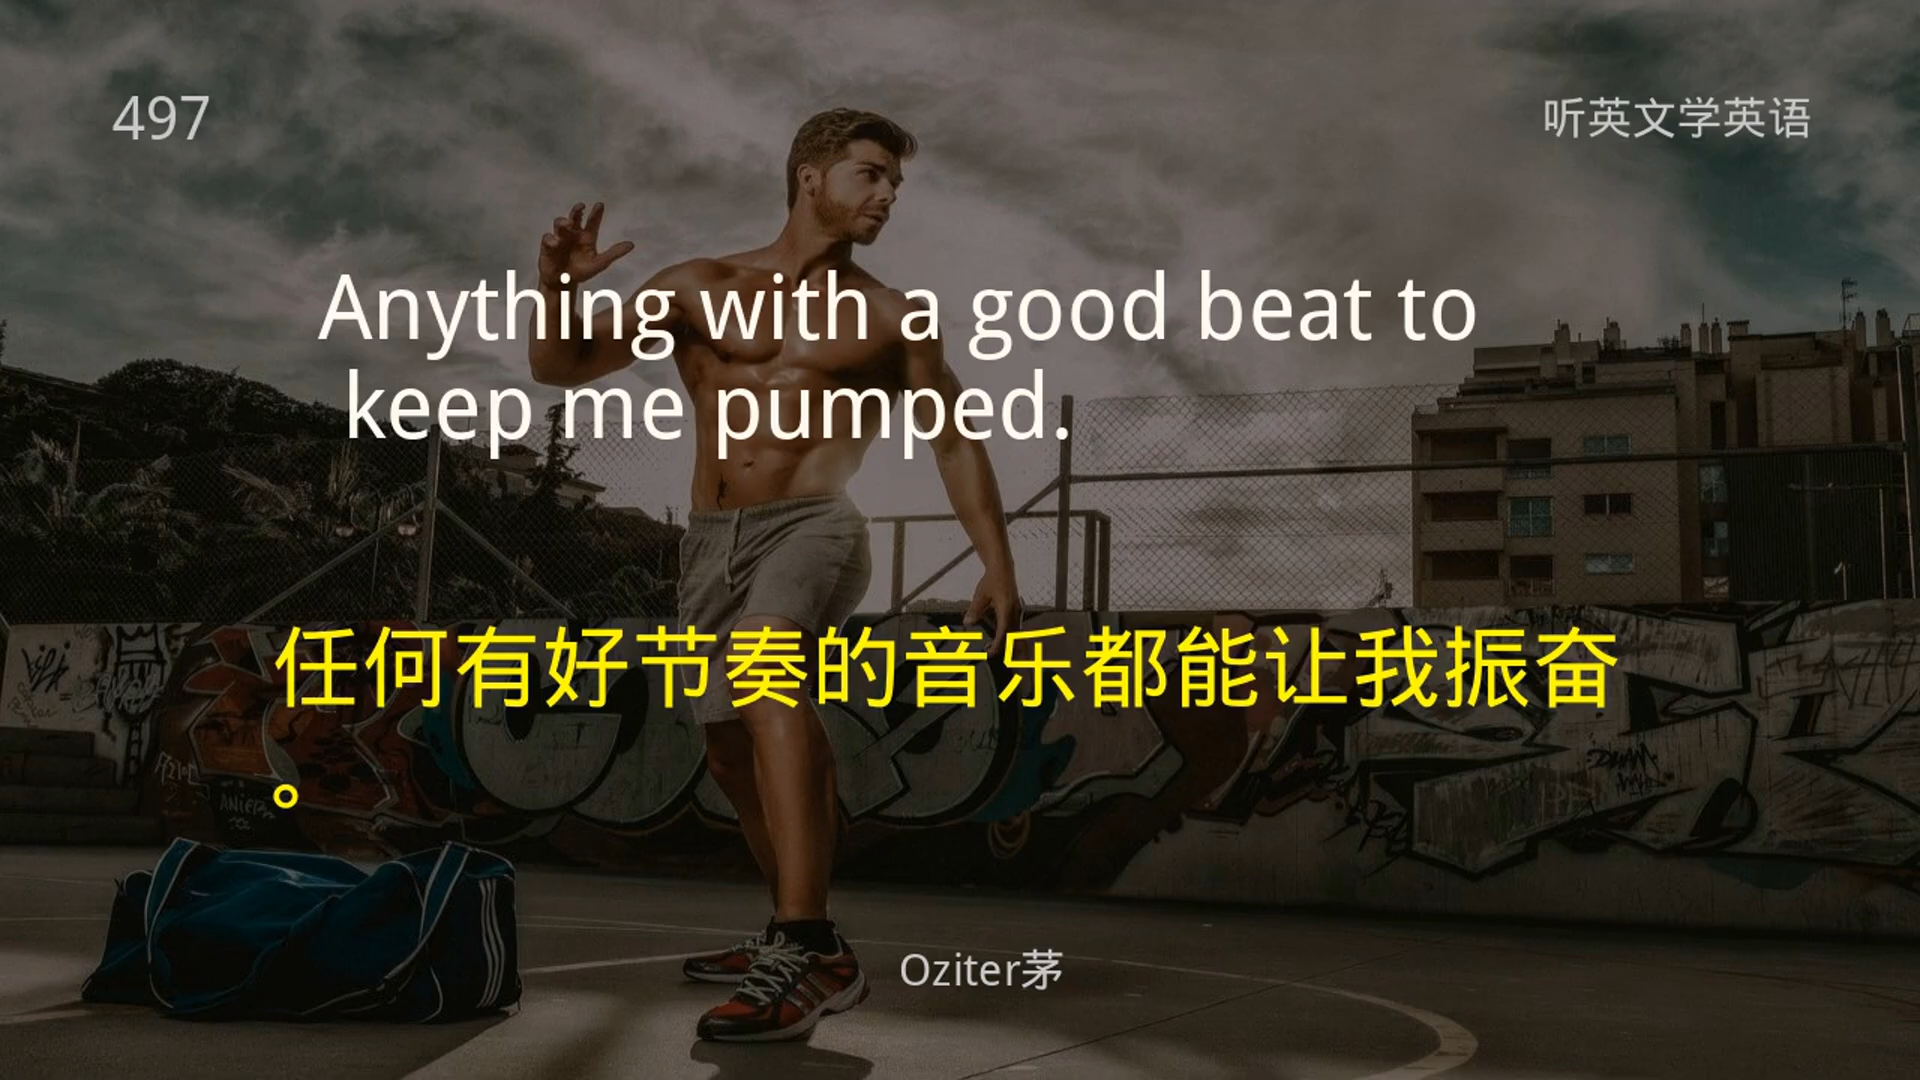 497
听英文学英语
Anything with a good beat to
keep me pumped.
任何有好节奏的音乐都能让我振奋
。
ANIER
Oziter茅